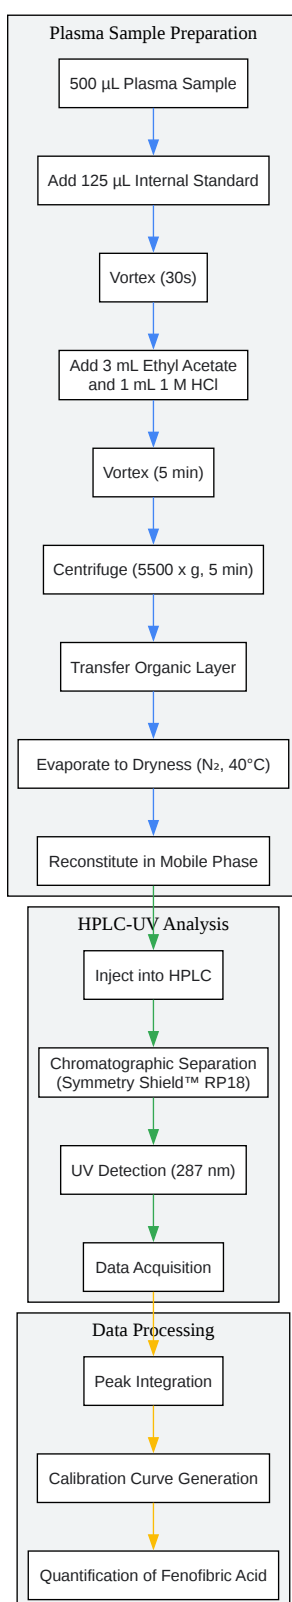 Plasma Sample Preparation
500 µL Plasma Sample
Add 125 µL Internal Standard
Vortex (30s)
Add 3 mL Ethyl Acetate
and 1 mL 1 M HCl
Vortex (5 min)
Centrifuge (5500 x g, 5 min)
Transfer Organic Layer
Evaporate to Dryness (N₂, 40°C)
Reconstitute in Mobile Phase
HPLC-UV Analysis
Inject into HPLC
Chromatographic Separation
(Symmetry Shield™ RP18)
UV Detection (287 nm)
Data Acquisition
Data Processing
Peak Integration
Calibration Curve Generation
Quantification of Fenofibric Acid